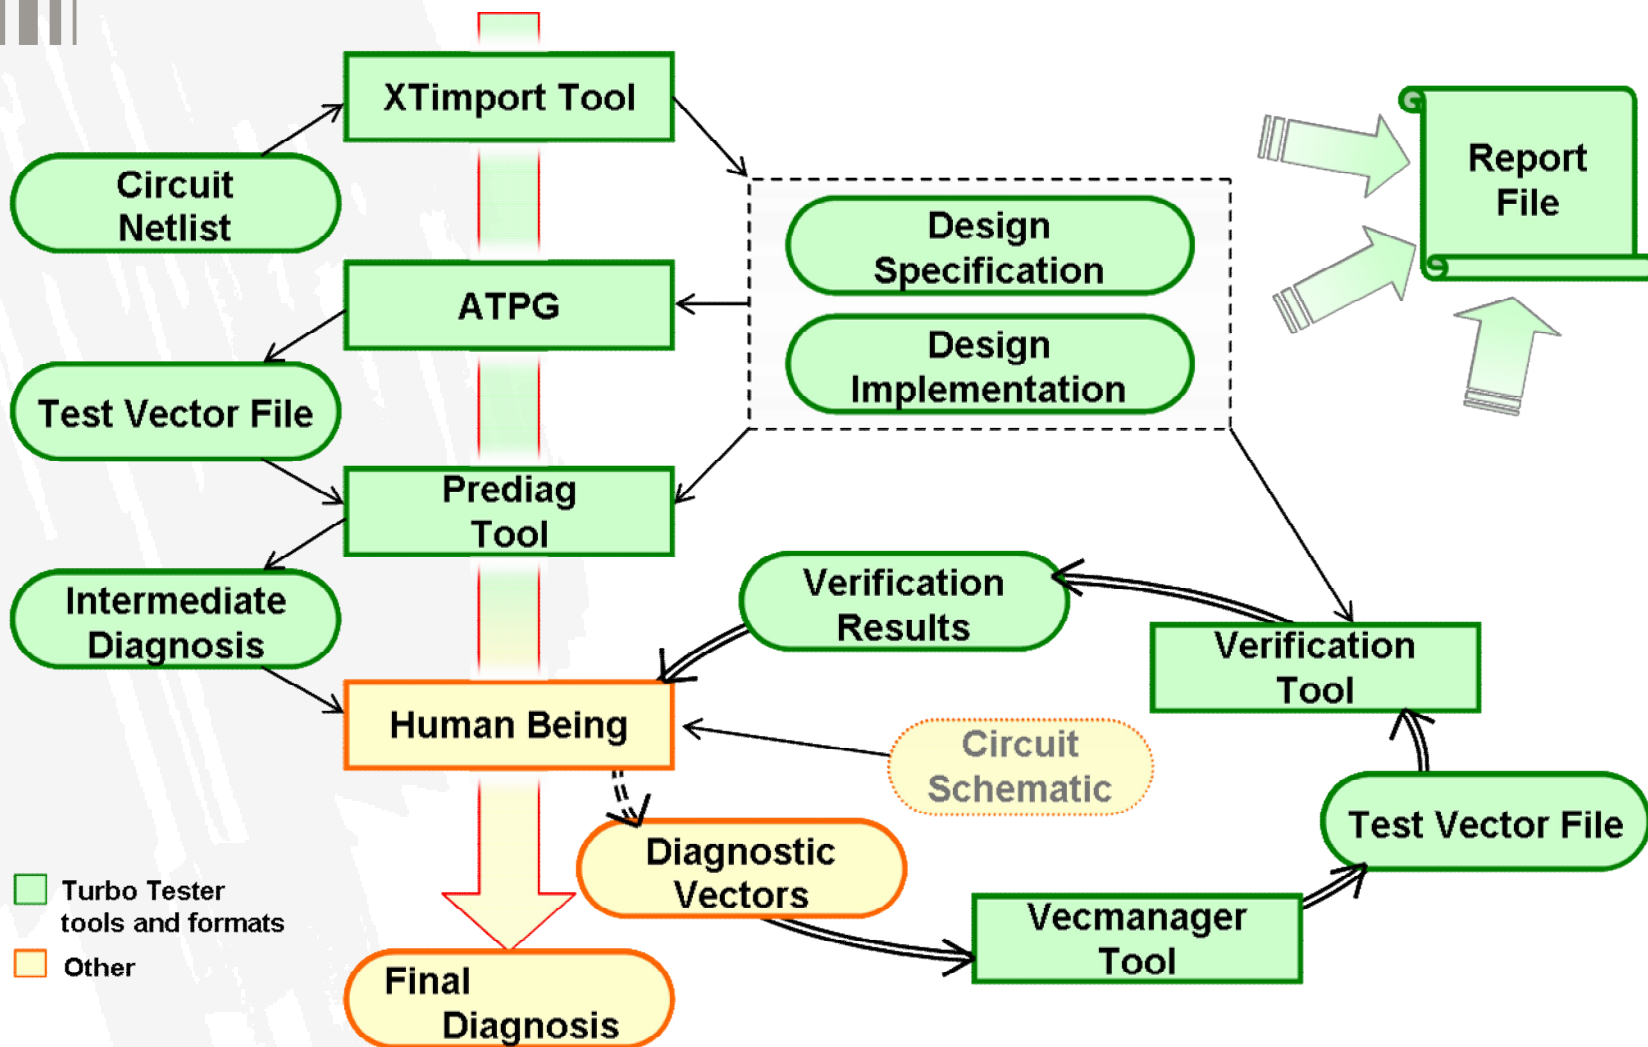 XTimport Tool
Circuit
Netlist
Design
Specification
Report
File
ATPG
Design
Implementation
Test Vector File
Prediag
Tool
Intermediate
Diagnosis
Verification
Results
Verification
Tool
Human Being
Circuit
Schematic
Test Vector File
Diagnostic
Vectors
Turbo Tester
tools and formats
Vecmanager
Tool
Other
Final
Diagnosis